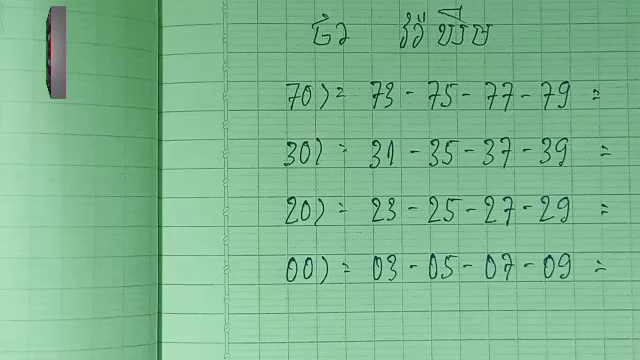 70) = 73 - 75 - 77 - 79 =
30) = 31 - 35 - 37 - 39 =
20) = 23 - 25 - 27 - 29 =
00) = 03 - 05 - 07 - 09 =